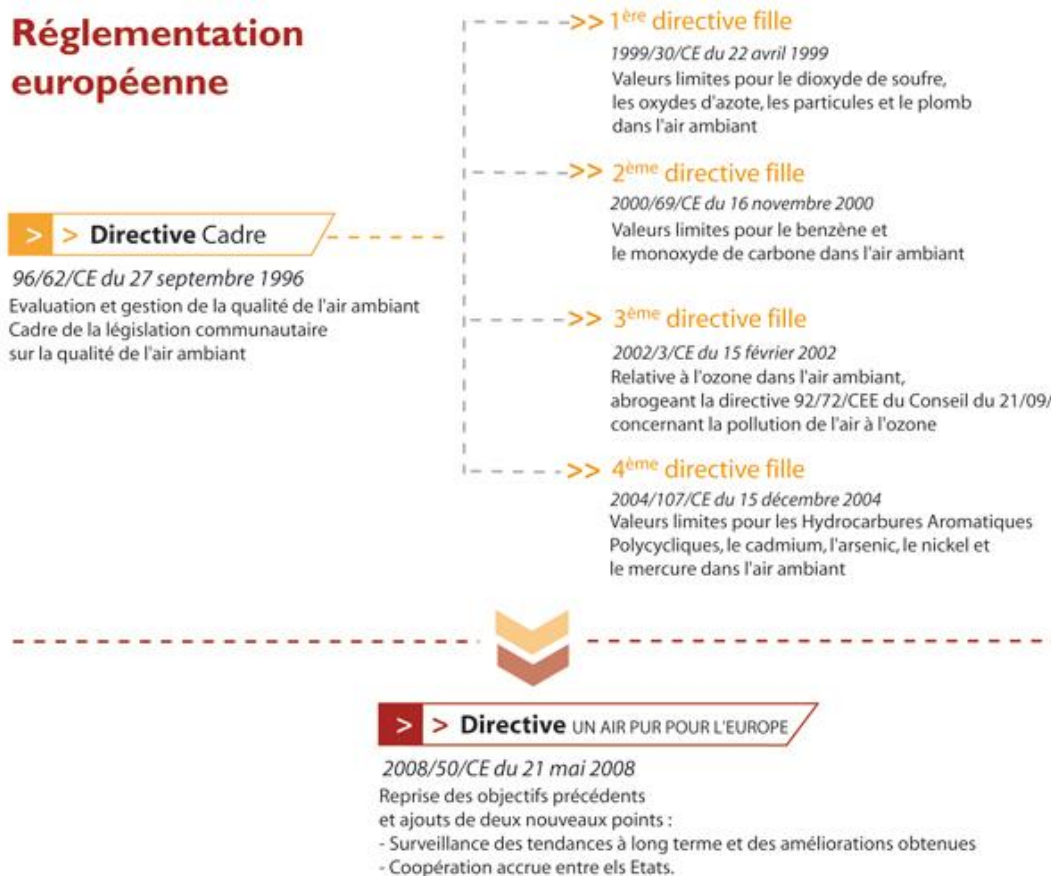 Réglementation
européenne
> > Directive Cadre
96/62/CE du 27 septembre 1996
Evaluation et gestion de la qualité de l'air ambiant
Cadre de la législation communautaire
sur la qualité de l'air ambiant
>> 1ère directive fille
1999/30/CE du 22 avril 1999
Valeurs limites pour le dioxyde de soufre,
les oxydes d'azote, les particules et le plomb
dans l'air ambiant
>> 2ème directive fille
2000/69/CE du 16 novembre 2000
Valeurs limites pour le benzène et
le monoxyde de carbone dans l'air ambiant
>> 3ème directive fille
2002/3/CE du 15 février 2002
Relative à l'ozone dans l'air ambiant,
abrogeant la directive 92/72/CEE du Conseil du 21/09/
concernant la pollution de l'air à l'ozone
>> 4ème directive fille
2004/107/CE du 15 décembre 2004
Valeurs limites pour les Hydrocarbures Aromatiques
Polycycliques, le cadmium, l'arsenic, le nickel et
le mercure dans l'air ambiant
> > Directive UN AIR PUR POUR L'EUROPE
2008/50/CE du 21 mai 2008
Reprise des objectifs précédents
et ajouts de deux nouveaux points :
- Surveillance des tendances à long terme et des améliorations obtenues
- Coopération accrue entre els Etats.